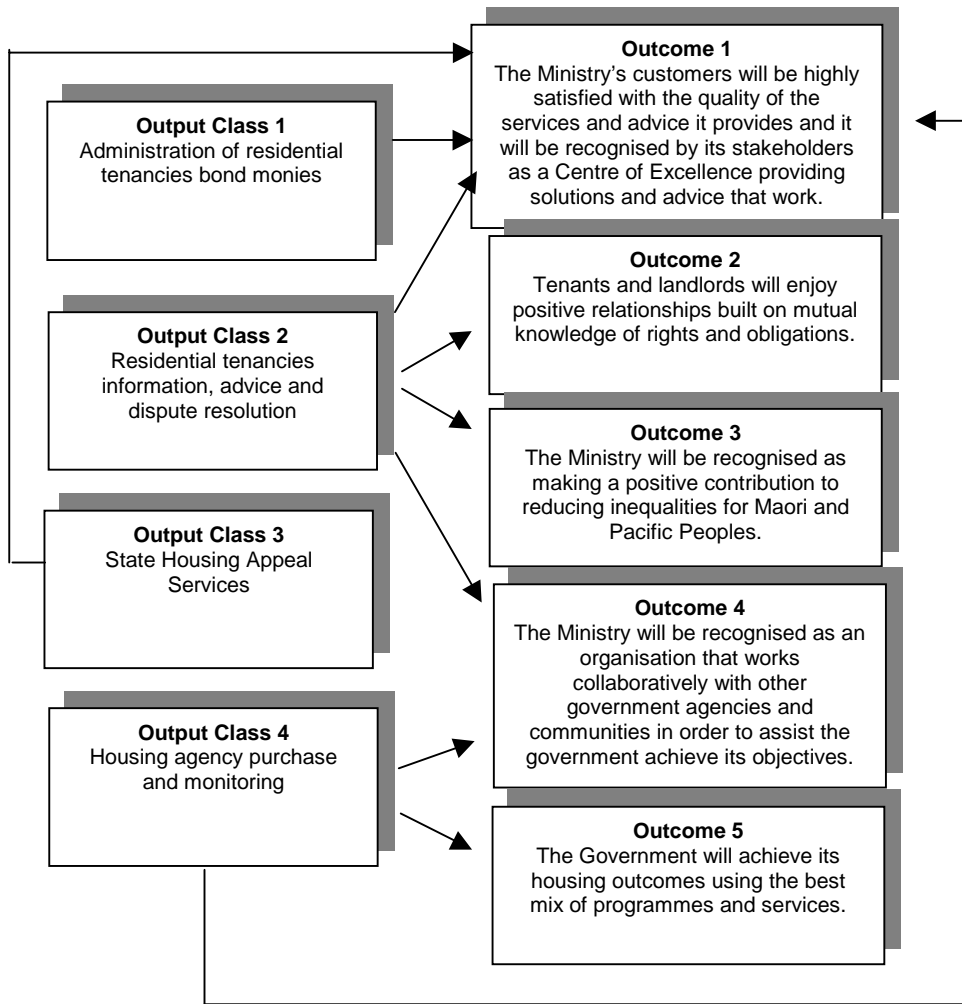 Output Class 1
Administration of residential
tenancies bond monies
Output Class 2
Residential tenancies
information, advice and
dispute resolution
Output Class 3
State Housing Appeal
Services
Output Class 4
Housing agency purchase
and monitoring
Outcome 1
The Ministry's customers will be highly
satisfied with the quality of the
services and advice it provides and it
will be recognised by its stakeholders
as a Centre of Excellence providing
solutions and advice that work.
Outcome 2
Tenants and landlords will enjoy
positive relationships built on mutual
knowledge of rights and obligations.
Outcome 3
The Ministry will be recognised as
making a positive contribution to
reducing inequalities for Maori and
Pacific Peoples.
Outcome 4
The Ministry will be recognised as an
organisation that works
collaboratively with other
government agencies and
communities in order to assist the
government achieve its objectives.
Outcome 5
The Government will achieve its
housing outcomes using the best
mix of programmes and services.